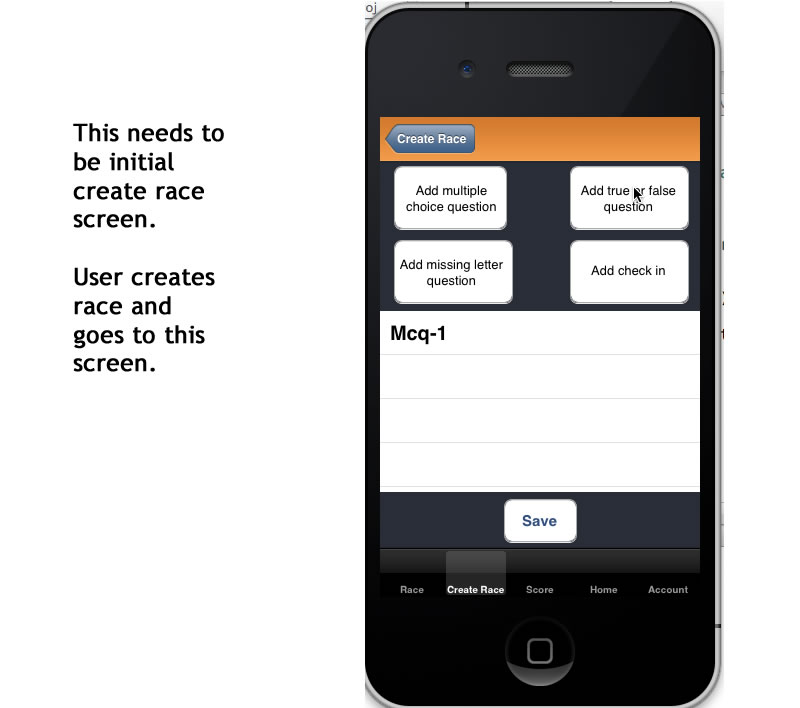 oj
This needs to
be initial
create race
screen.
User creates
race and
goes to this
screen.
Create Race
Add multiple
choice question
Add true or false
question
Add missing letter
question
Add check in
Mcq-1
Save
Race
Create Race
Score
Home
Account